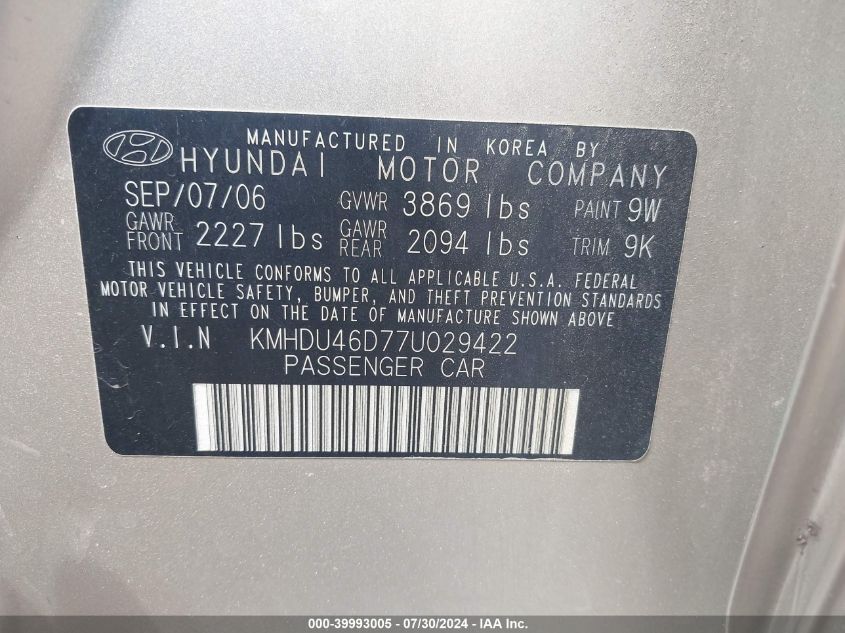 MANUFACTURED IN KOREA BY
HYUNDAI MOTOR COMPANY
SEP/07/06 GVWR 3869 lbs PAINT 9W
GAWR FRONT 2227 lbs GAWR REAR 2094 lbs TRIM 9K
THIS VEHICLE CONFORMS TO ALL APPLICABLE U.S.A. FEDERAL
MOTOR VEHICLE SAFETY, BUMPER, AND THEFT PREVENTION STANDARDS
IN EFFECT ON THE DATE OF MANUFACTURE SHOWN ABOVE
V.I.N KMHDU46D77U029422
PASSENGER CAR
000-39993005 - 07/30/2024 - IAA Inc.